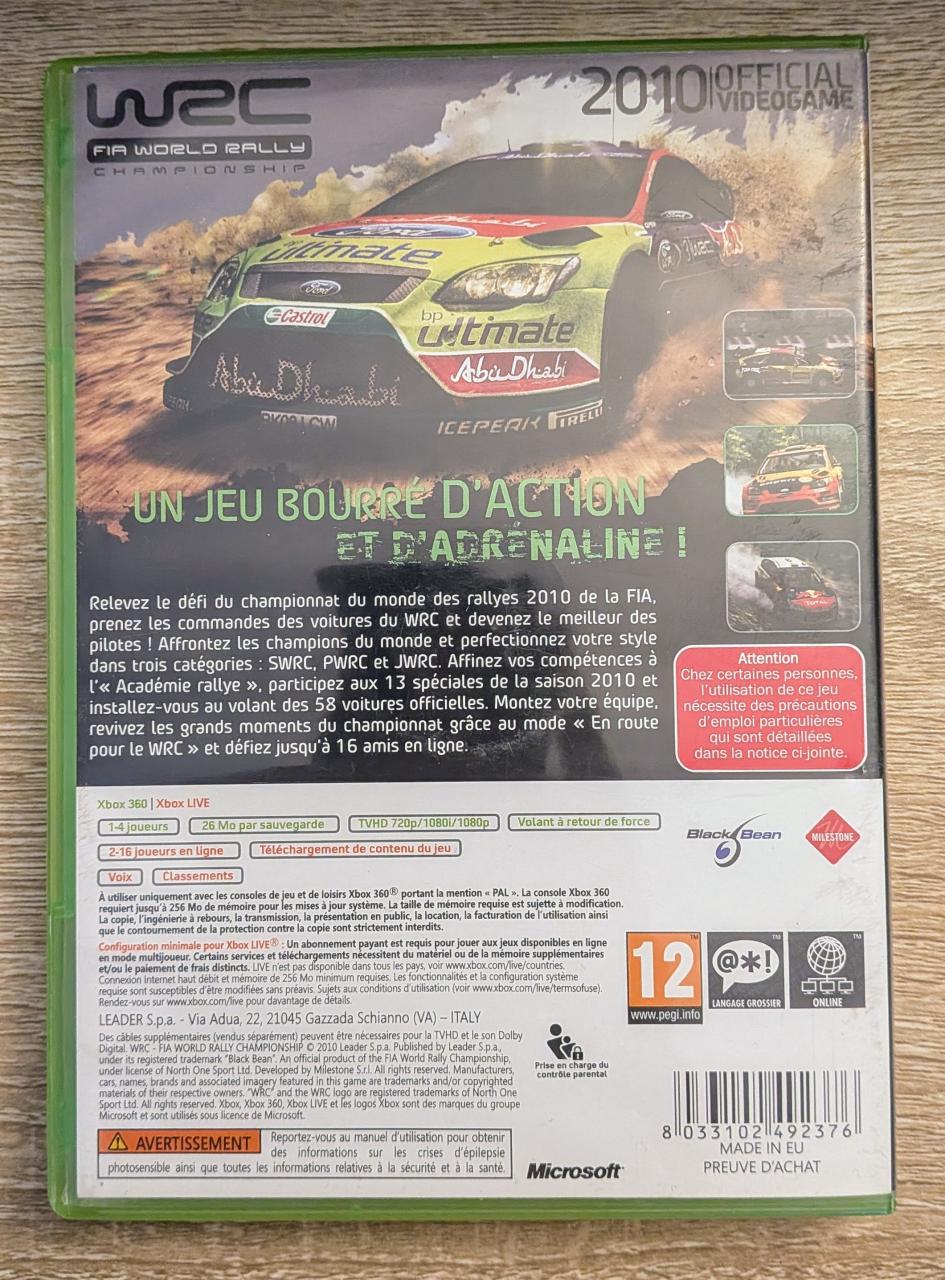 WRC
FIA WORLD RALLY
CHAMPIONSHIP
2010 OFFICIAL
VIDEOGAME
Abu Dhabi
Abu Dhabi
Ford
bp
ultimate
Ford
Castrol
bp
ultimate
Abu Dhabi
Abu Dhabi
ICEPEAK PIRELLI
UN JEU BOURRÉ D'ACTION
ET D'ADRÉNALINE !
Relevez le défi du championnat du monde des rallyes 2010 de la FIA,
prenez les commandes des voitures du WRC et devenez le meilleur des
pilotes ! Affrontez les champions du monde et perfectionnez votre style
dans trois catégories : SWRC, PWRC et JWRC. Affinez vos compétences à
l'« Académie rallye », participez aux 13 spéciales de la saison 2010 et
installez-vous au volant des 58 voitures officielles. Montez votre équipe,
revivez les grands moments du championnat grâce au mode « En route
pour le WRC » et défiez jusqu'à 16 amis en ligne.
TOTAL
Attention
Chez certaines personnes,
l'utilisation de ce jeu
nécessite des précautions
d'emploi particulières
qui sont détaillées
dans la notice ci-jointe.
Xbox 360 | Xbox LIVE
1-4 joueurs 26 Mo par sauvegarde TVHD 720p/1080i/1080p Volant à retour de force
2-16 joueurs en ligne Téléchargement de contenu du jeu
Voix Classements
Black Bean
MILESTONE
À utiliser uniquement avec les consoles de jeu et de loisirs Xbox 360® portant la mention « PAL ». La console Xbox 360
requiert jusqu'à 256 Mo de mémoire pour les mises à jour système. La taille de mémoire requise est sujette à modification.
La copie, l'ingénierie à rebours, la transmission, la présentation en public, la location, la facturation de l'utilisation ainsi
que le contournement de la protection contre la copie sont strictement interdits.
Configuration minimale pour Xbox LIVE® : Un abonnement payant est requis pour jouer aux jeux disponibles en ligne
en mode multijoueur. Certains services et téléchargements nécessitent du matériel ou de la mémoire supplémentaires
et/ou le paiement de frais distincts. LIVE n'est pas disponible dans tous les pays, voir www.xbox.com/live/countries.
Connexion Internet haut débit et mémoire de 256 Mo minimum requises. Les fonctionnalités et la configuration système
requise sont susceptibles d'être modifiées sans préavis. Sujets aux conditions d'utilisation (voir www.xbox.com/live/termsofuse).
Rendez-vous sur www.xbox.com/live pour davantage de détails.
LEADER S.p.a. - Via Adua, 22, 21045 Gazzada Schianno (VA) – ITALY
Des câbles supplémentaires (vendus séparément) peuvent être nécessaires pour la TVHD et le son Dolby
Digital. WRC - FIA WORLD RALLY CHAMPIONSHIP © 2010 Leader S.p.a. Published by Leader S.p.a.,
under its registered trademark "Black Bean". An official product of the FIA World Rally Championship,
under license of North One Sport Ltd. Developed by Milestone S.r.l. All rights reserved. Manufacturers,
cars, names, brands and associated imagery featured in this game are trademarks and/or copyrighted
materials of their respective owners. "WRC" and the WRC logo are registered trademarks of North One
Sport Ltd. All rights reserved. Xbox, Xbox 360, Xbox LIVE et les logos Xbox sont des marques du groupe
Microsoft et sont utilisés sous licence de Microsoft.
12
www.pegi.info
@*!
LANGAGE GROSSIER
ONLINE
Prise en charge du
contrôle parental
⚠ AVERTISSEMENT
Reportez-vous au manuel d'utilisation pour obtenir
des informations sur les crises d'épilepsie
photosensible ainsi que toutes les informations relatives à la sécurité et à la santé.
Microsoft
8 033102 492376
MADE IN EU
PREUVE D'ACHAT